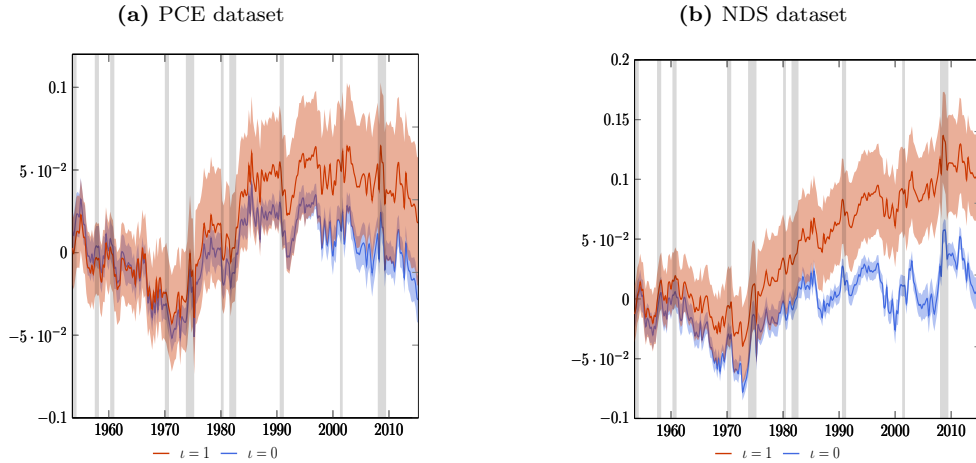 (a) PCE dataset
0.1
5 · 10⁻²
0
−5 · 10⁻²
−0.1
1960 1970 1980 1990 2000 2010
ι = 1 ι = 0
(b) NDS dataset
0.2
0.15
0.1
5 · 10⁻²
0
−5 · 10⁻²
−0.1
1960 1970 1980 1990 2000 2010
ι = 1 ι = 0